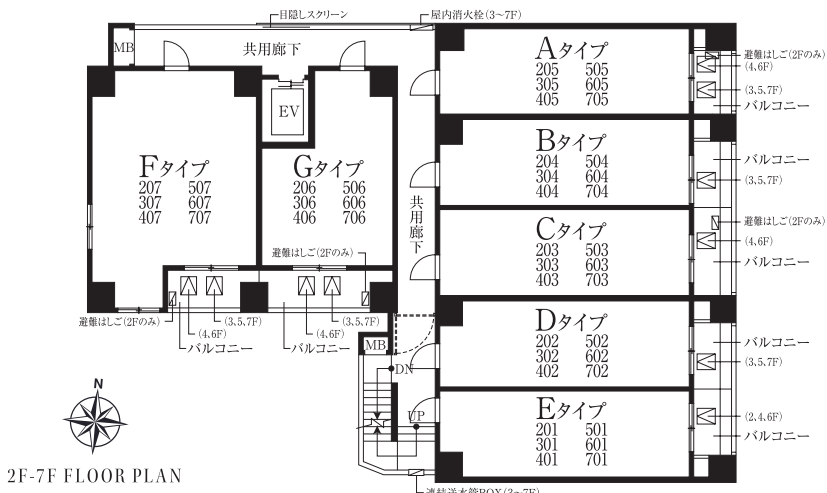 目隠しスクリーン
屋内消火栓(3〜7F)
MB
共用廊下
EV
Aタイプ
205 505
305 605
405 705
避難はしご(2Fのみ)
(4.6F)
(3.5.7F)
バルコニー
Bタイプ
204 504
304 604
404 704
バルコニー
(3.5.7F)
Fタイプ
207 507
307 607
407 707
Gタイプ
206 506
306 606
406 706
共用廊下
Cタイプ
203 503
303 603
403 703
避難はしご(2Fのみ)
(4.6F)
バルコニー
避難はしご(2Fのみ)
避難はしご(2Fのみ)
(4.6F)
(3.5.7F)
バルコニー
(4.6F)
(3.5.7F)
バルコニー
MB
DN
UP
Dタイプ
202 502
302 602
402 702
バルコニー
(3.5.7F)
Eタイプ
201 501
301 601
401 701
(2.4.6F)
バルコニー
N
2F-7F FLOOR PLAN
連結送水管BOX(3〜7F)